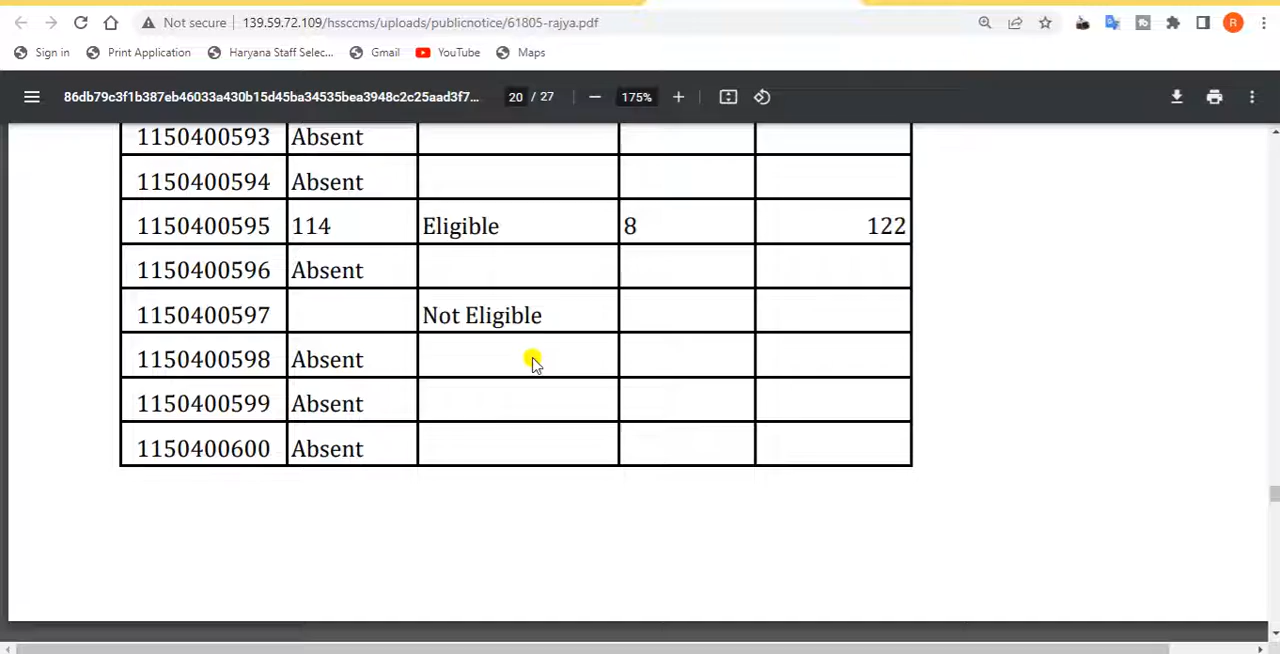 Not secure 139.59.72.109/hssccms/uploads/publicnotice/61805-rajya.pdf R
Sign in Print Application Haryana Staff Selec... Gmail YouTube Maps
86db79c3f1b387eb46033a430b15d45ba34535bea3948c2c25aad3f7... 20 / 27 175%
1150400593 Absent
1150400594 Absent
1150400595 114 Eligible 8 122
1150400596 Absent
1150400597 Not Eligible
1150400598 Absent
1150400599 Absent
1150400600 Absent